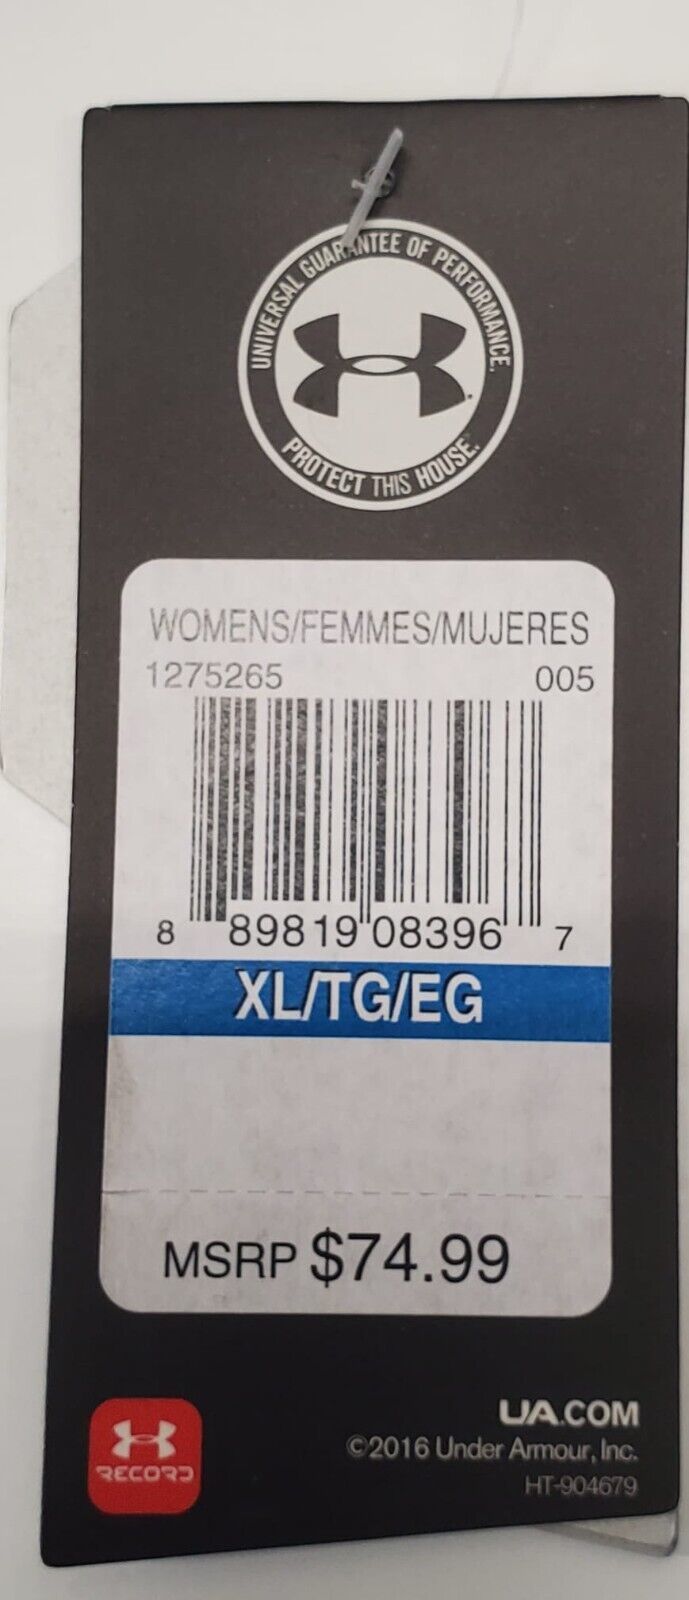 UNIVERSAL GUARANTEE OF PERFORMANCE.
PROTECT THIS HOUSE.
WOMENS/FEMMES/MUJERES
1275265 005
8 89819 08396 7
XL/TG/EG
MSRP $74.99
UA.COM
©2016 Under Armour, Inc.
HT-904679
RECORD